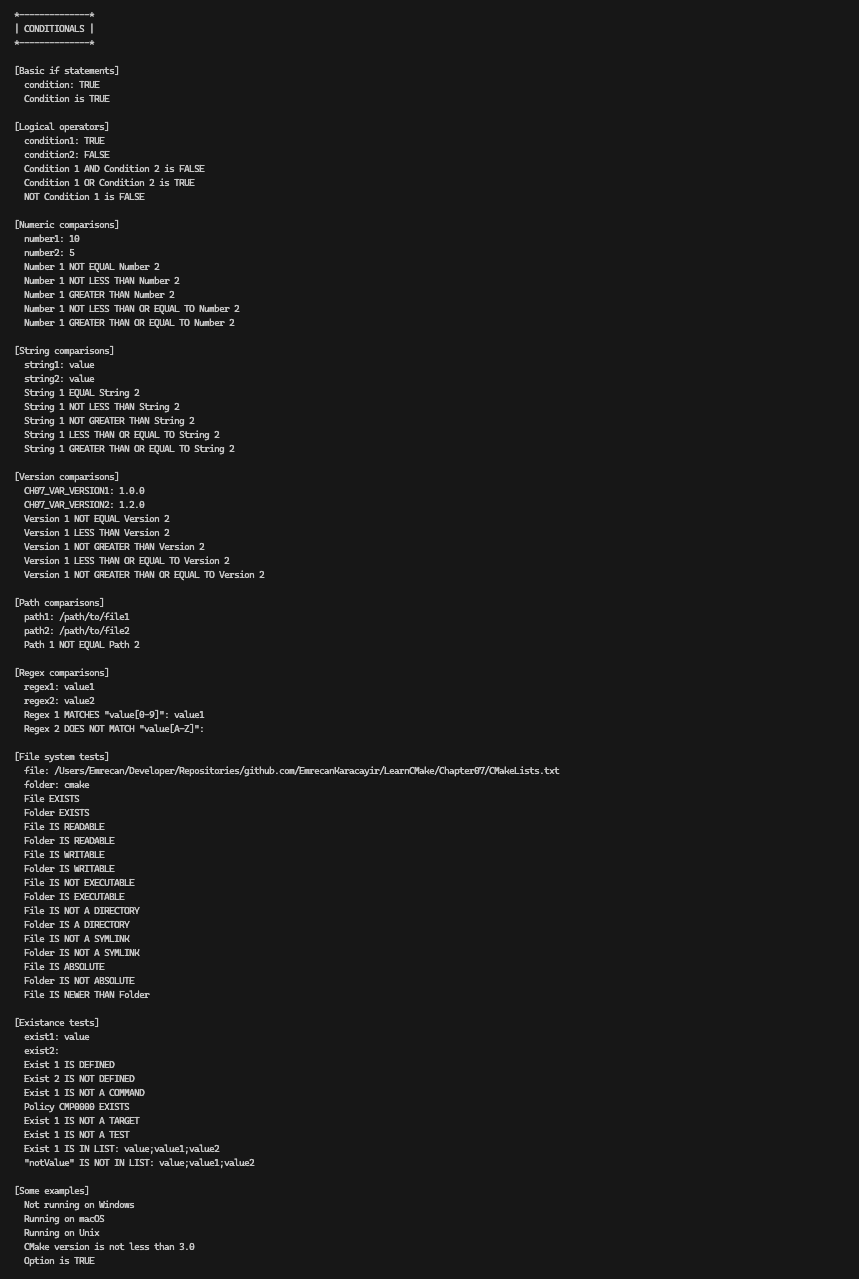 *--------------*
| CONDITIONALS |
*--------------*
[Basic if statements]
condition: TRUE
Condition is TRUE
[Logical operators]
condition1: TRUE
condition2: FALSE
Condition 1 AND Condition 2 is FALSE
Condition 1 OR Condition 2 is TRUE
NOT Condition 1 is FALSE
[Numeric comparisons]
number1: 10
number2: 5
Number 1 NOT EQUAL Number 2
Number 1 NOT LESS THAN Number 2
Number 1 GREATER THAN Number 2
Number 1 NOT LESS THAN OR EQUAL TO Number 2
Number 1 GREATER THAN OR EQUAL TO Number 2
[String comparisons]
string1: value
string2: value
String 1 EQUAL String 2
String 1 NOT LESS THAN String 2
String 1 NOT GREATER THAN String 2
String 1 LESS THAN OR EQUAL TO String 2
String 1 GREATER THAN OR EQUAL TO String 2
[Version comparisons]
CH07_VAR_VERSION1: 1.0.0
CH07_VAR_VERSION2: 1.2.0
Version 1 NOT EQUAL Version 2
Version 1 LESS THAN Version 2
Version 1 NOT GREATER THAN Version 2
Version 1 LESS THAN OR EQUAL TO Version 2
Version 1 NOT GREATER THAN OR EQUAL TO Version 2
[Path comparisons]
path1: /path/to/file1
path2: /path/to/file2
Path 1 NOT EQUAL Path 2
[Regex comparisons]
regex1: value1
regex2: value2
Regex 1 MATCHES "value[0-9]": value1
Regex 2 DOES NOT MATCH "value[A-Z]":
[File system tests]
file: /Users/Emrecan/Developer/Repositories/github.com/EmrecanKaracayir/LearnCMake/Chapter07/CMakeLists.txt
folder: cmake
File EXISTS
Folder EXISTS
File IS READABLE
Folder IS READABLE
File IS WRITABLE
Folder IS WRITABLE
File IS NOT EXECUTABLE
Folder IS EXECUTABLE
File IS NOT A DIRECTORY
Folder IS A DIRECTORY
File IS NOT A SYMLINK
Folder IS NOT A SYMLINK
File IS ABSOLUTE
Folder IS NOT ABSOLUTE
File IS NEWER THAN Folder
[Existance tests]
exist1: value
exist2:
Exist 1 IS DEFINED
Exist 2 IS NOT DEFINED
Exist 1 IS NOT A COMMAND
Policy CMP0000 EXISTS
Exist 1 IS NOT A TARGET
Exist 1 IS NOT A TEST
Exist 1 IS IN LIST: value;value1;value2
"notValue" IS NOT IN LIST: value;value1;value2
[Some examples]
Not running on Windows
Running on macOS
Running on Unix
CMake version is not less than 3.0
Option is TRUE